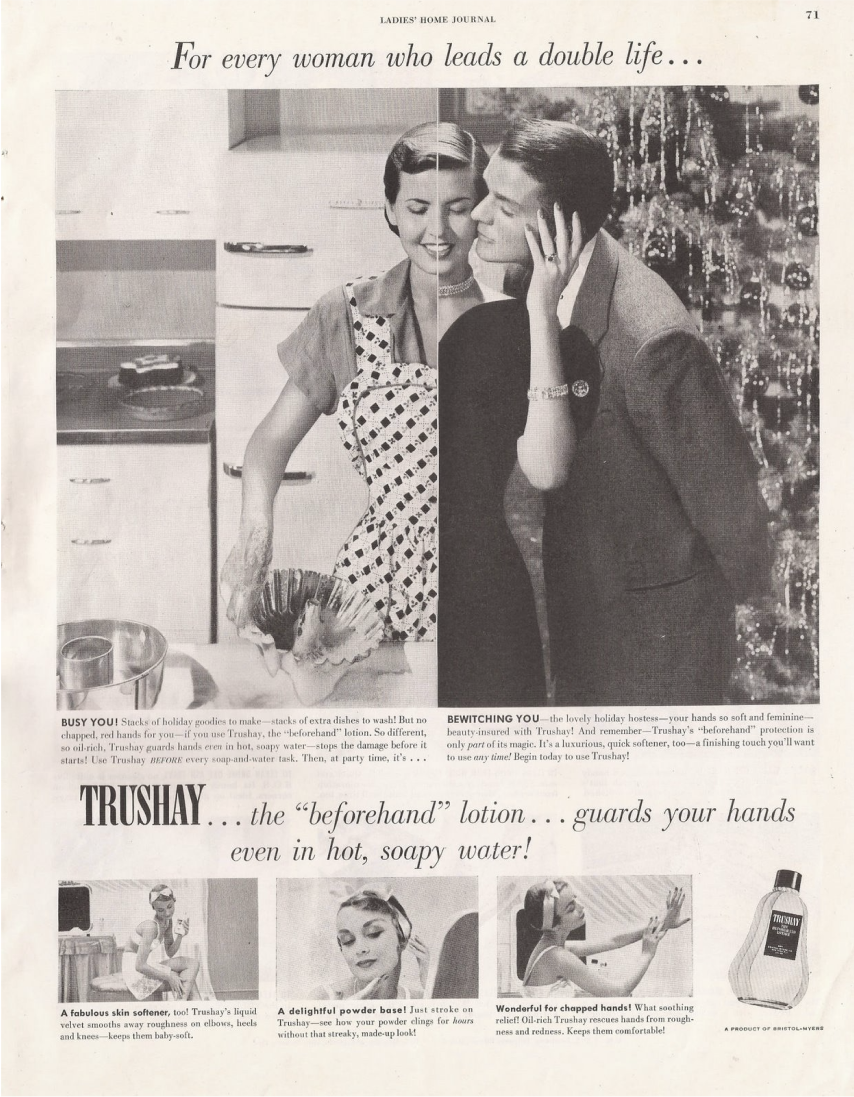 LADIES' HOME JOURNAL
71
For every woman who leads a double life...
BUSY YOU! Stacks of holiday goodies to make—stacks of extra dishes to wash! But no
chapped, red hands for you—if you use Trushay, the “beforehand” lotion. So different,
so oil-rich, Trushay guards hands even in hot, soapy water—stops the damage before it
starts! Use Trushay BEFORE every soap-and-water task. Then, at party time, it's . . .
BEWITCHING YOU—the lovely holiday hostess—your hands so soft and feminine—
beauty-insured with Trushay! And remember—Trushay's “beforehand” protection is
only part of its magic. It's a luxurious, quick softener, too—a finishing touch you'll want
to use any time! Begin today to use Trushay!
TRUSHAY... the “beforehand” lotion... guards your hands
even in hot, soapy water!
A fabulous skin softener, too! Trushay's liquid
velvet smooths away roughness on elbows, heels
and knees—keeps them baby-soft.
A delightful powder base! Just stroke on
Trushay—see how your powder clings for hours
without that streaky, made-up look!
Wonderful for chapped hands! What soothing
relief! Oil-rich Trushay rescues hands from rough-
ness and redness. Keeps them comfortable!
TRUSHAY
A PRODUCT OF BRISTOL-MYERS